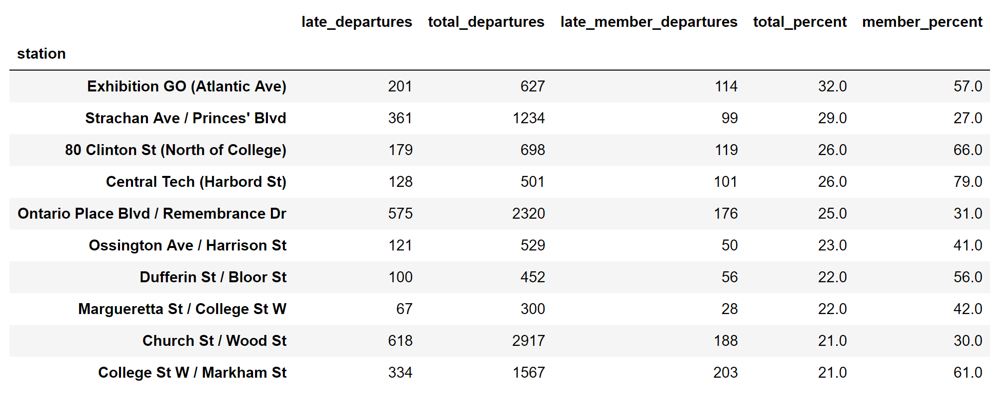 late_departures total_departures late_member_departures total_percent member_percent
station
Exhibition GO (Atlantic Ave) 201 627 114 32.0 57.0
Strachan Ave / Princes' Blvd 361 1234 99 29.0 27.0
80 Clinton St (North of College) 179 698 119 26.0 66.0
Central Tech (Harbord St) 128 501 101 26.0 79.0
Ontario Place Blvd / Remembrance Dr 575 2320 176 25.0 31.0
Ossington Ave / Harrison St 121 529 50 23.0 41.0
Dufferin St / Bloor St 100 452 56 22.0 56.0
Margueretta St / College St W 67 300 28 22.0 42.0
Church St / Wood St 618 2917 188 21.0 30.0
College St W / Markham St 334 1567 203 21.0 61.0